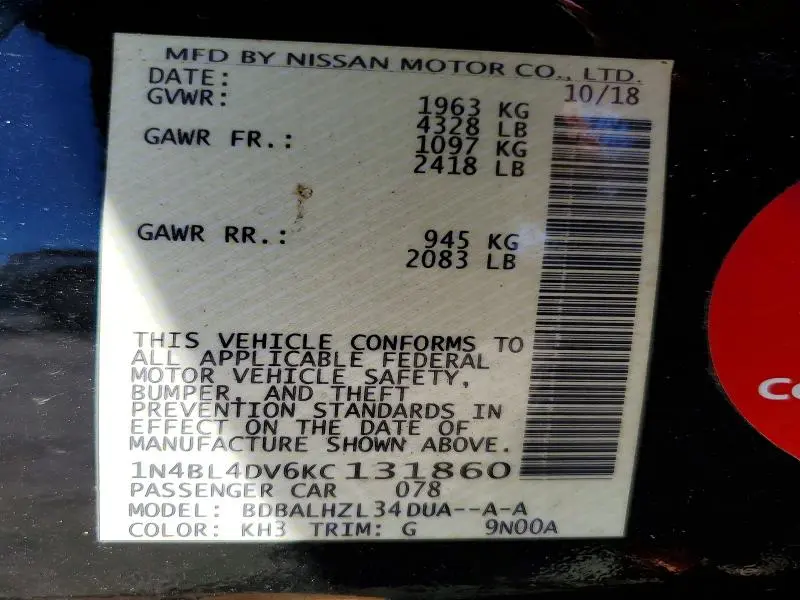 MFD BY NISSAN MOTOR CO., LTD.
DATE: 10/18
GVWR: 1963 KG
4328 LB
GAWR FR.: 1097 KG
2418 LB
GAWR RR.: 945 KG
2083 LB
THIS VEHICLE CONFORMS TO
ALL APPLICABLE FEDERAL
MOTOR VEHICLE SAFETY,
BUMPER, AND THEFT
PREVENTION STANDARDS IN
EFFECT ON THE DATE OF
MANUFACTURE SHOWN ABOVE.
1N4BL4DV6KC131860
PASSENGER CAR 078
MODEL: BDBALHZL34DUA--A-A
COLOR: KH3 TRIM: G 9N00A